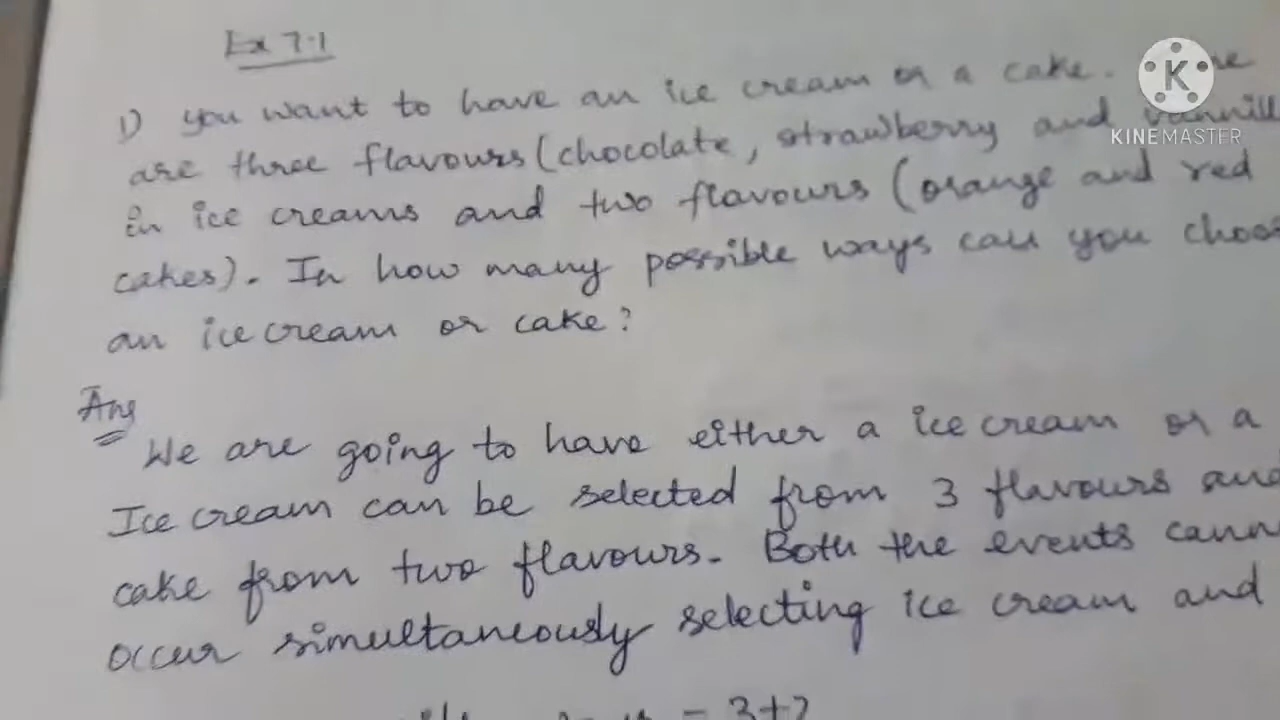 Ex 7.1
1) you want to have an ice cream or a cake.
are three flavours (chocolate, strawberry and
in ice creams and two flavours (orange and red
cakes). In how many possible ways can you choos
an ice cream or cake?
Ans
We are going to have either a ice cream or a
Ice cream can be selected from 3 flavours and
cake from two flavours. Both the events cann
occur simultaneously selecting ice cream and
= 3+2
K
KINEMASTER